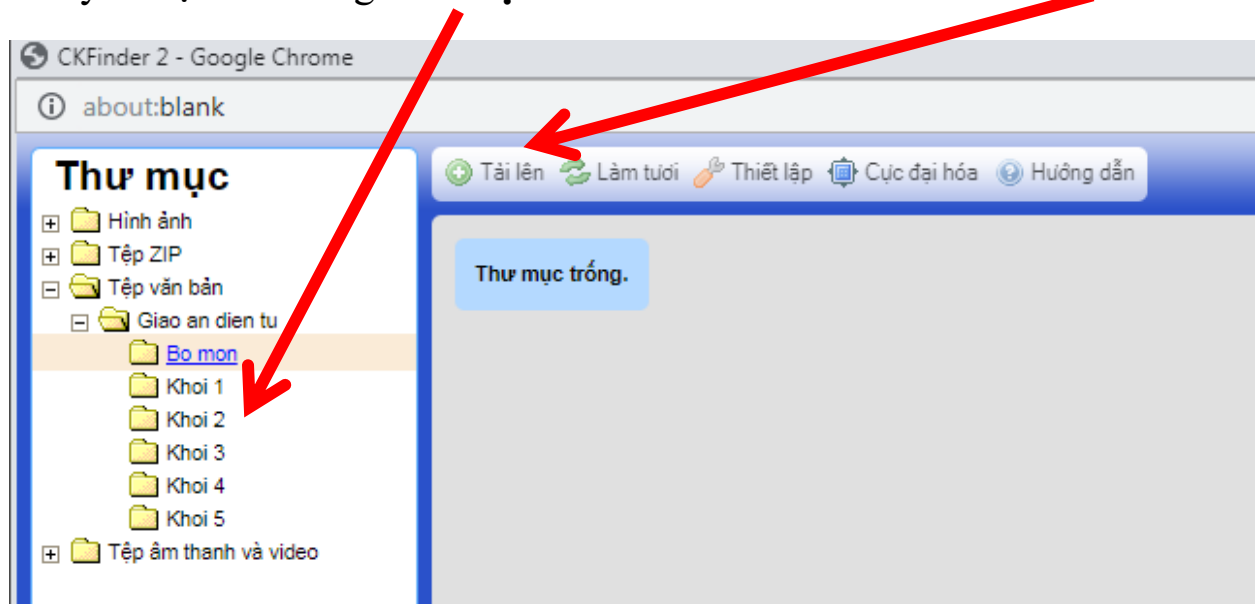 CKFinder 2 - Google Chrome
about:blank
Thư mục
Hình ảnh
Tệp ZIP
Tệp văn bản
Giao an dien tu
Bo mon
Khoi 1
Khoi 2
Khoi 3
Khoi 4
Khoi 5
Tệp âm thanh và video
Tải lên Làm tươi Thiết lập Cực đại hóa Hướng dẫn
Thư mục trống.